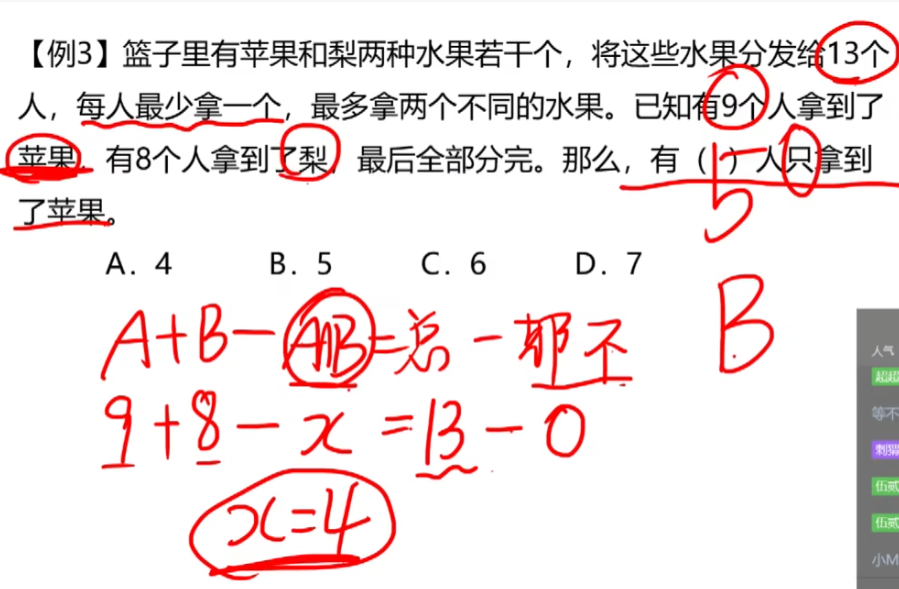 【例3】篮子里有苹果和梨两种水果若干个，将这些水果分发给13个
人，每人最少拿一个，最多拿两个不同的水果。已知有9个人拿到了
苹果，有8个人拿到了梨，最后全部分完。那么，有（ ）人只拿到
了苹果。
5
A．4 B．5 C．6 D．7
A+B-A∩B=总-都不 B
9+8-x=13-0
x=4
人气
超超
等不
刺猬
伍贰
伍贰
小M